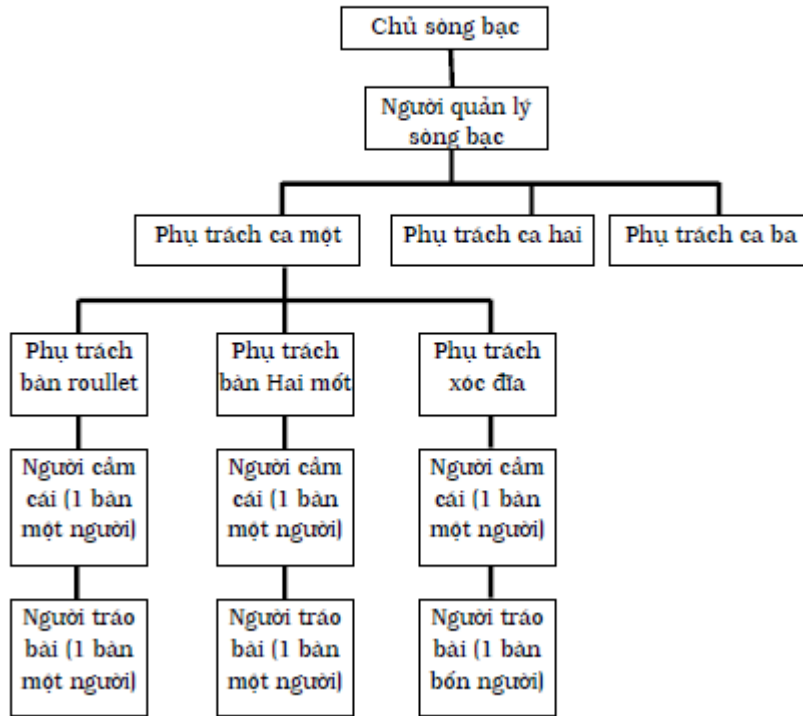 Chủ sòng bạc
Người quản lý
sòng bạc
Phụ trách ca một
Phụ trách ca hai
Phụ trách ca ba
Phụ trách
bàn roullet
Phụ trách
bàn Hai mốt
Phụ trách
xóc đĩa
Người cầm
cái (1 bàn
một người)
Người cầm
cái (1 bàn
một người)
Người cầm
cái (1 bàn
một người)
Người tráo
bài (1 bàn
một người)
Người tráo
bài (1 bàn
một người)
Người tráo
bài (1 bàn
bốn người)